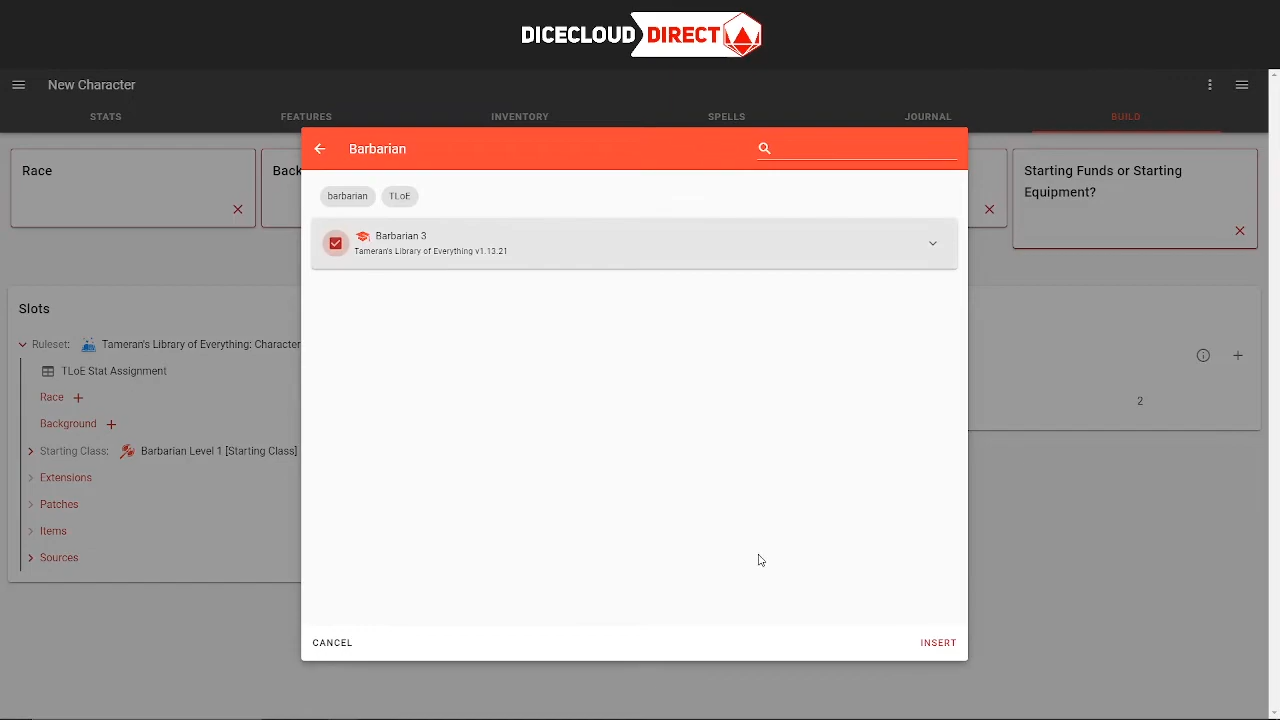 DICECLOUD DIRECT
New Character
STATS
FEATURES
INVENTORY
SPELLS
JOURNAL
BUILD
Barbarian
Race
Back
Starting Funds or Starting
Equipment?
barbarian
TLoE
Barbarian 3
Tameran's Library of Everything v1.13.21
Slots
Ruleset: Tameran's Library of Everything: Character
TLoE Stat Assignment
Race +
2
Background +
Starting Class: Barbarian Level 1 [Starting Class]
Extensions
Patches
Items
Sources
CANCEL
INSERT